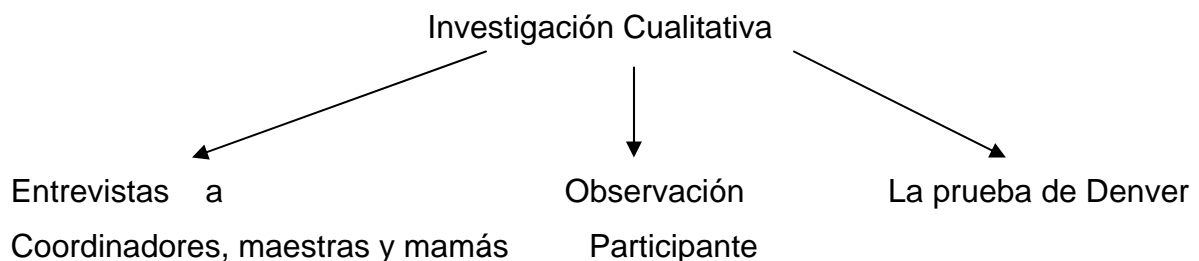 Investigación Cualitativa
Entrevistas a
Coordinadores, maestras y mamás
Observación
Participante
La prueba de Denver